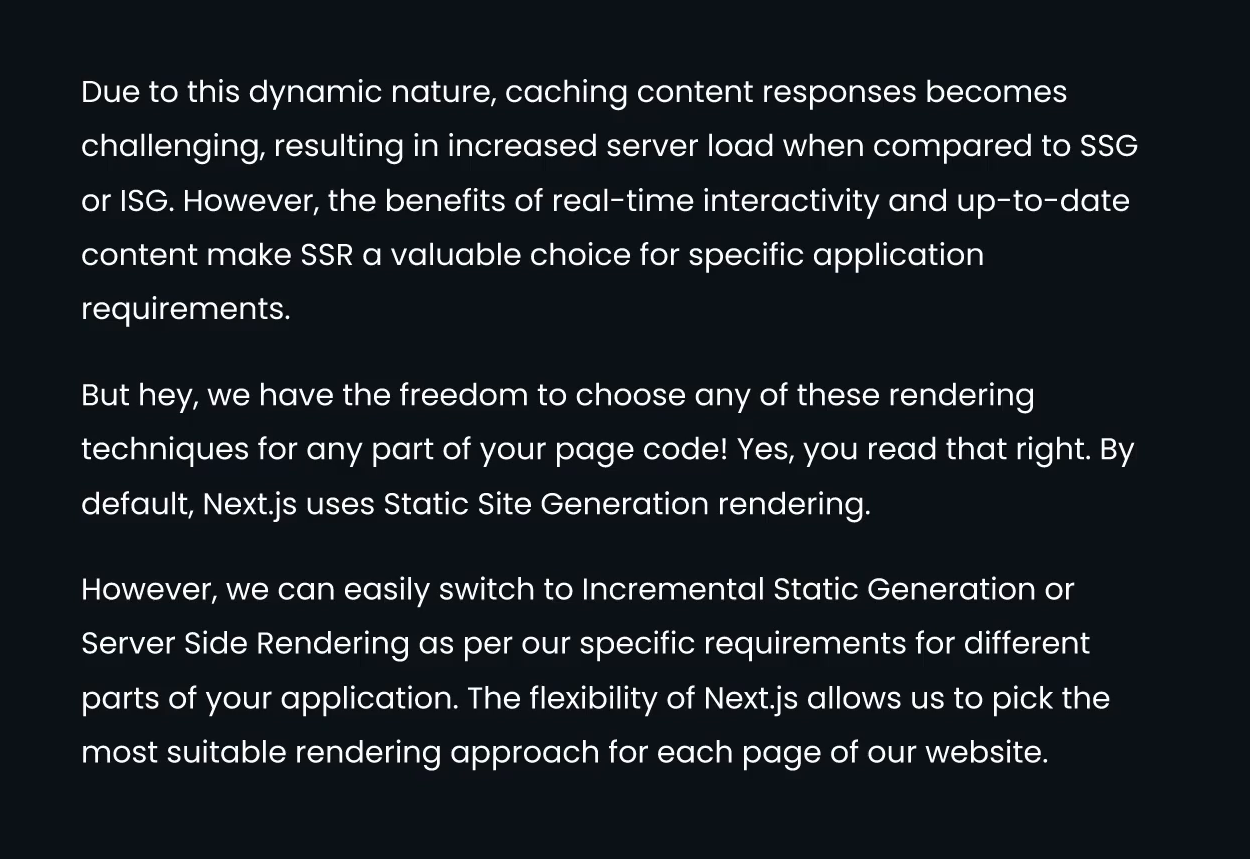 Due to this dynamic nature, caching content responses becomes
challenging, resulting in increased server load when compared to SSG
or ISG. However, the benefits of real-time interactivity and up-to-date
content make SSR a valuable choice for specific application
requirements.
But hey, we have the freedom to choose any of these rendering
techniques for any part of your page code! Yes, you read that right. By
default, Next.js uses Static Site Generation rendering.
However, we can easily switch to Incremental Static Generation or
Server Side Rendering as per our specific requirements for different
parts of your application. The flexibility of Next.js allows us to pick the
most suitable rendering approach for each page of our website.